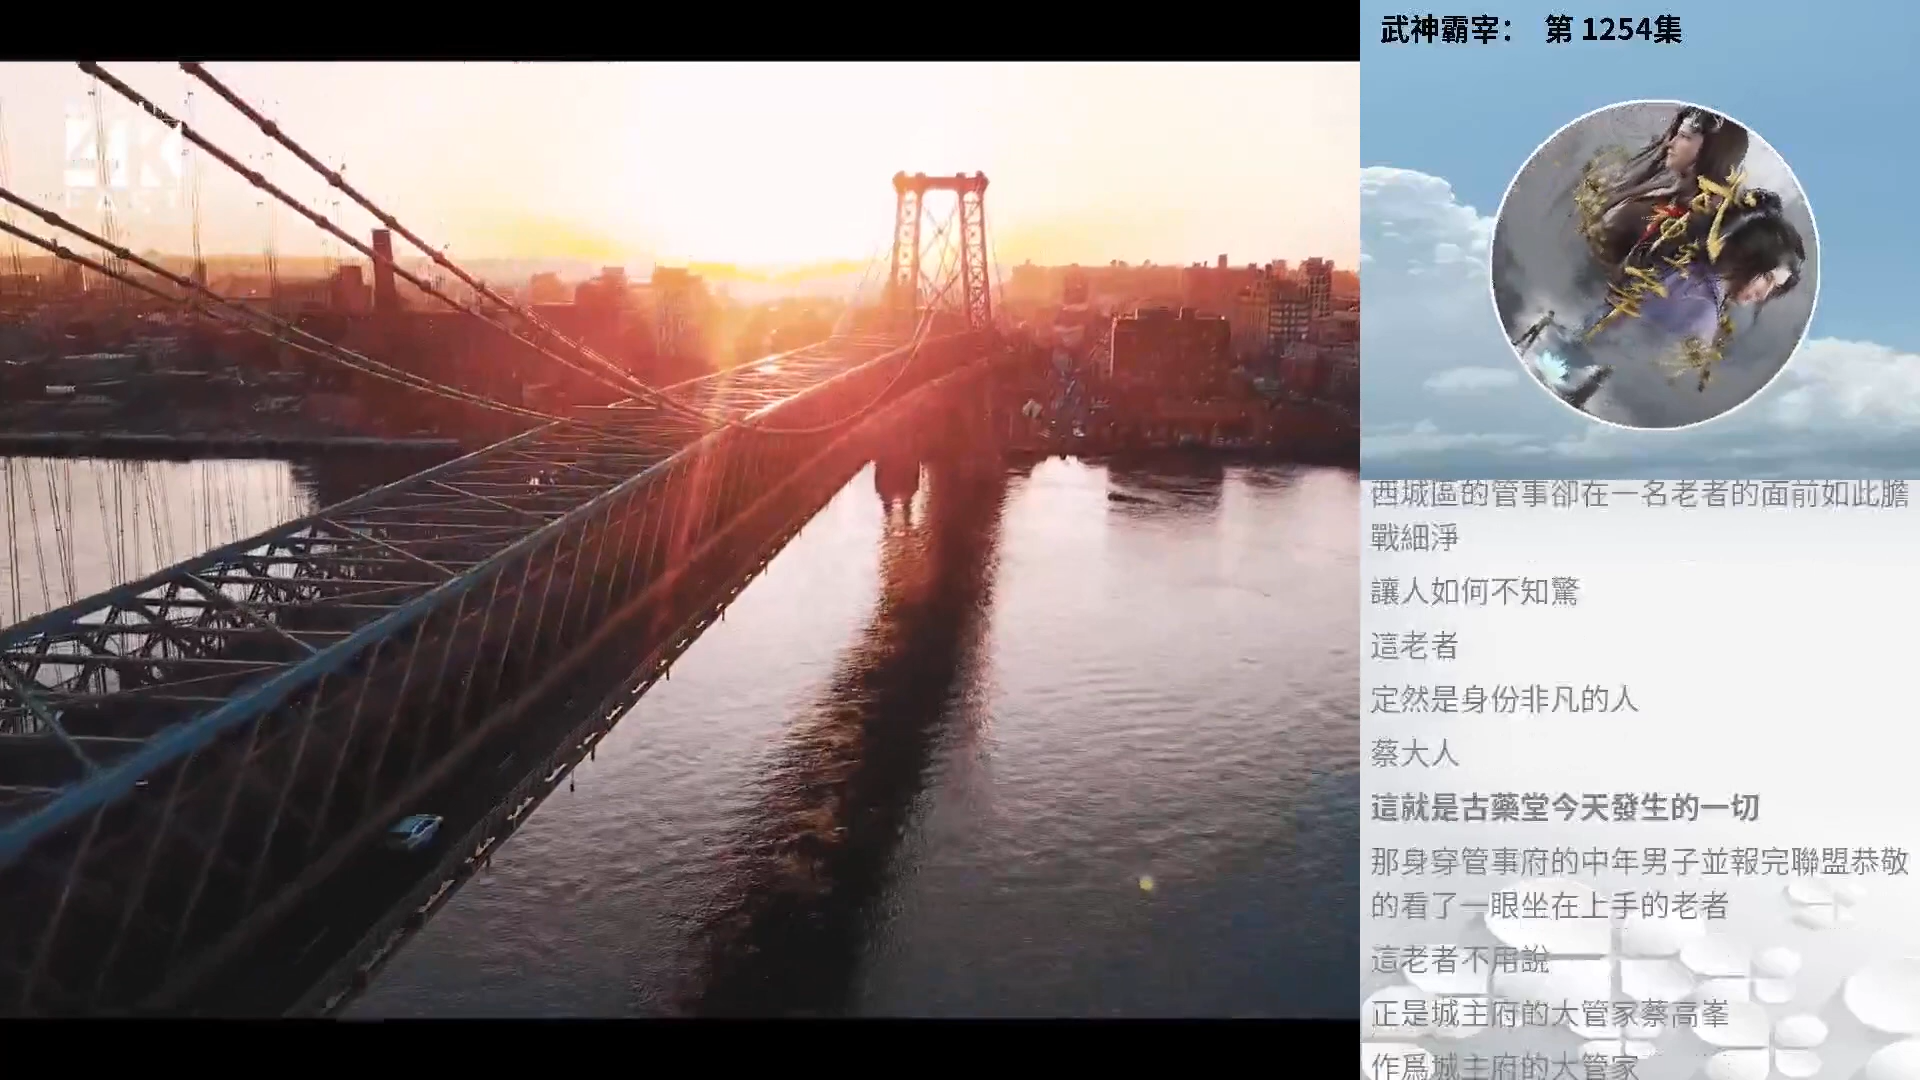 4K
EAST
武神霸宰： 第 1254集
西城區的管事卻在一名老者的面前如此膽
戰細淨
讓人如何不知驚
這老者
定然是身份非凡的人
蔡大人
這就是古藥堂今天發生的一切
那身穿管事府的中年男子並報完聯盟恭敬
的看了一眼坐在上手的老者
這老者不用說
正是城主府的大管家蔡高峯
作爲城主府的大管家